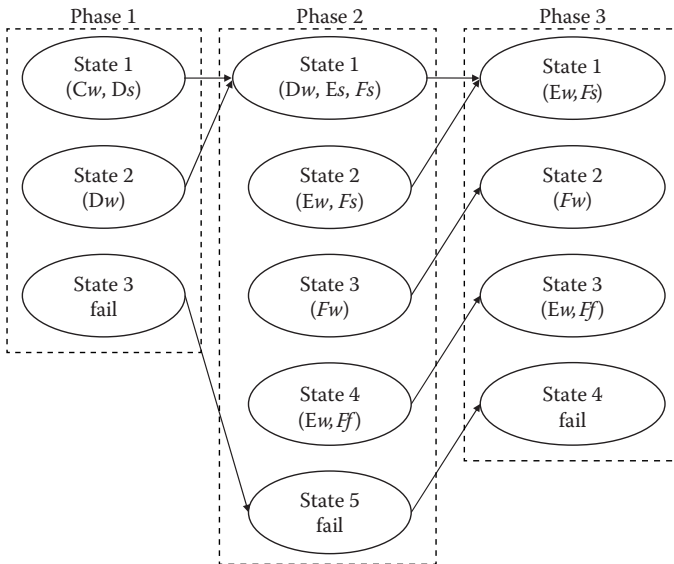 Phase 1
State 1
(Cw, Ds)
State 2
(Dw)
State 3
fail
Phase 2
State 1
(Dw, Es, Fs)
State 2
(Ew, Fs)
State 3
(Fw)
State 4
(Ew, Ff)
State 5
fail
Phase 3
State 1
(Ew, Fs)
State 2
(Fw)
State 3
(Ew, Ff)
State 4
fail